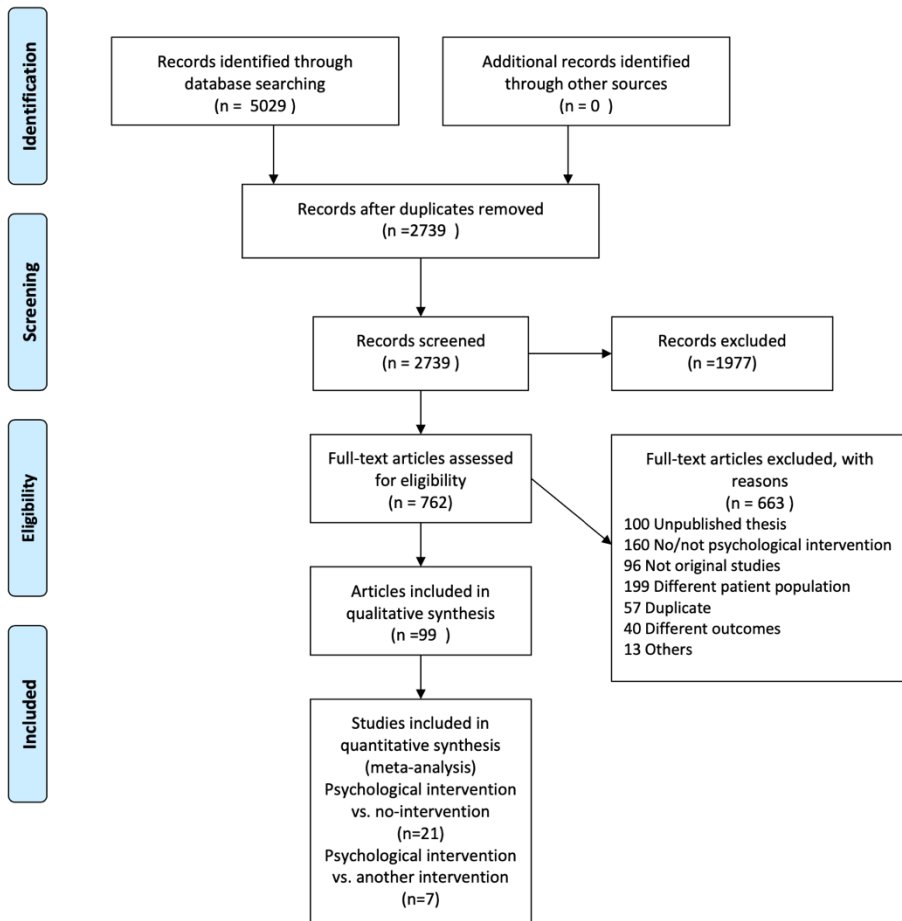 Identification
Records identified through
database searching
(n =  5029 )
Additional records identified
through other sources
(n = 0  )
Records after duplicates removed
(n =2739  )
Screening
Records screened
(n = 2739 )
Records excluded
(n =1977)
Eligibility
Full-text articles assessed
for eligibility
(n = 762)
Full-text articles excluded, with
reasons
(n = 663 )
100 Unpublished thesis
160 No/not psychological intervention
96 Not original studies
199 Different patient population
57 Duplicate
40 Different outcomes
13 Others
Articles included in
qualitative synthesis
(n =99  )
Included
Studies included in
quantitative synthesis
(meta-analysis)
Psychological intervention
vs. no-intervention
(n=21)
Psychological intervention
vs. another intervention
(n=7)